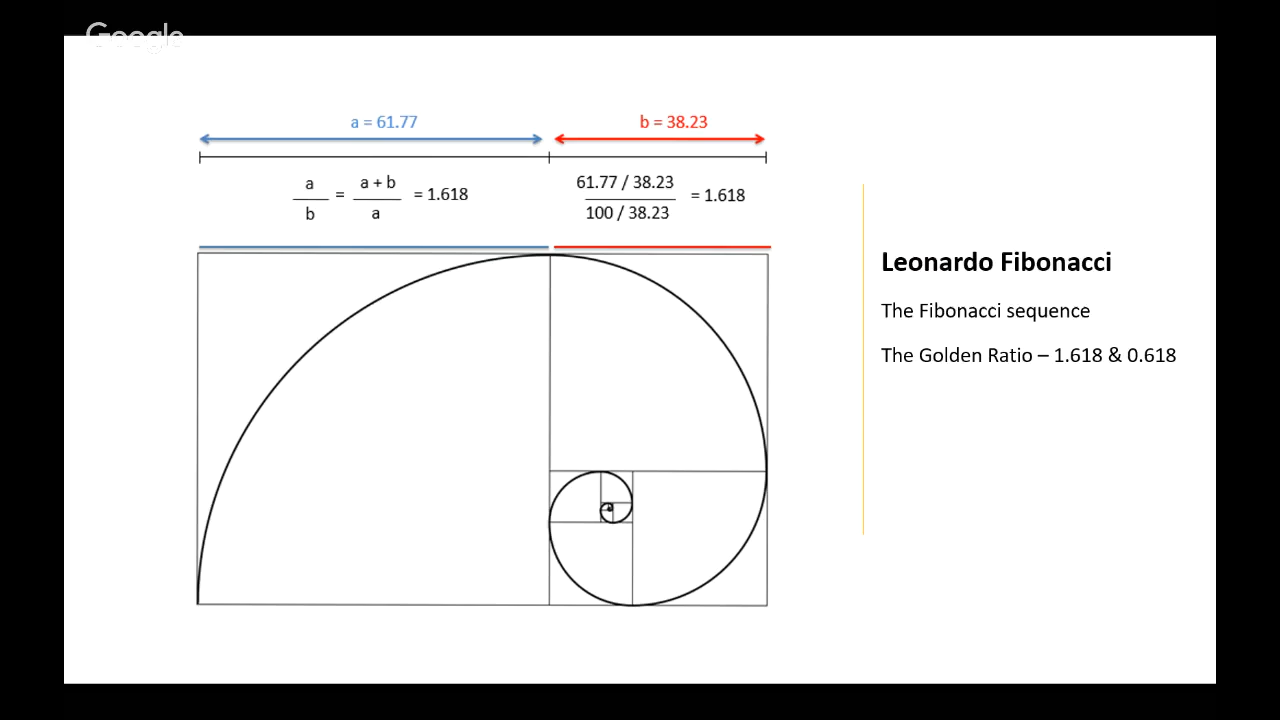 Google
a = 61.77
b = 38.23
a / b = a + b / a = 1.618
61.77 / 38.23
100 / 38.23
= 1.618
Leonardo Fibonacci
The Fibonacci sequence
The Golden Ratio – 1.618 & 0.618